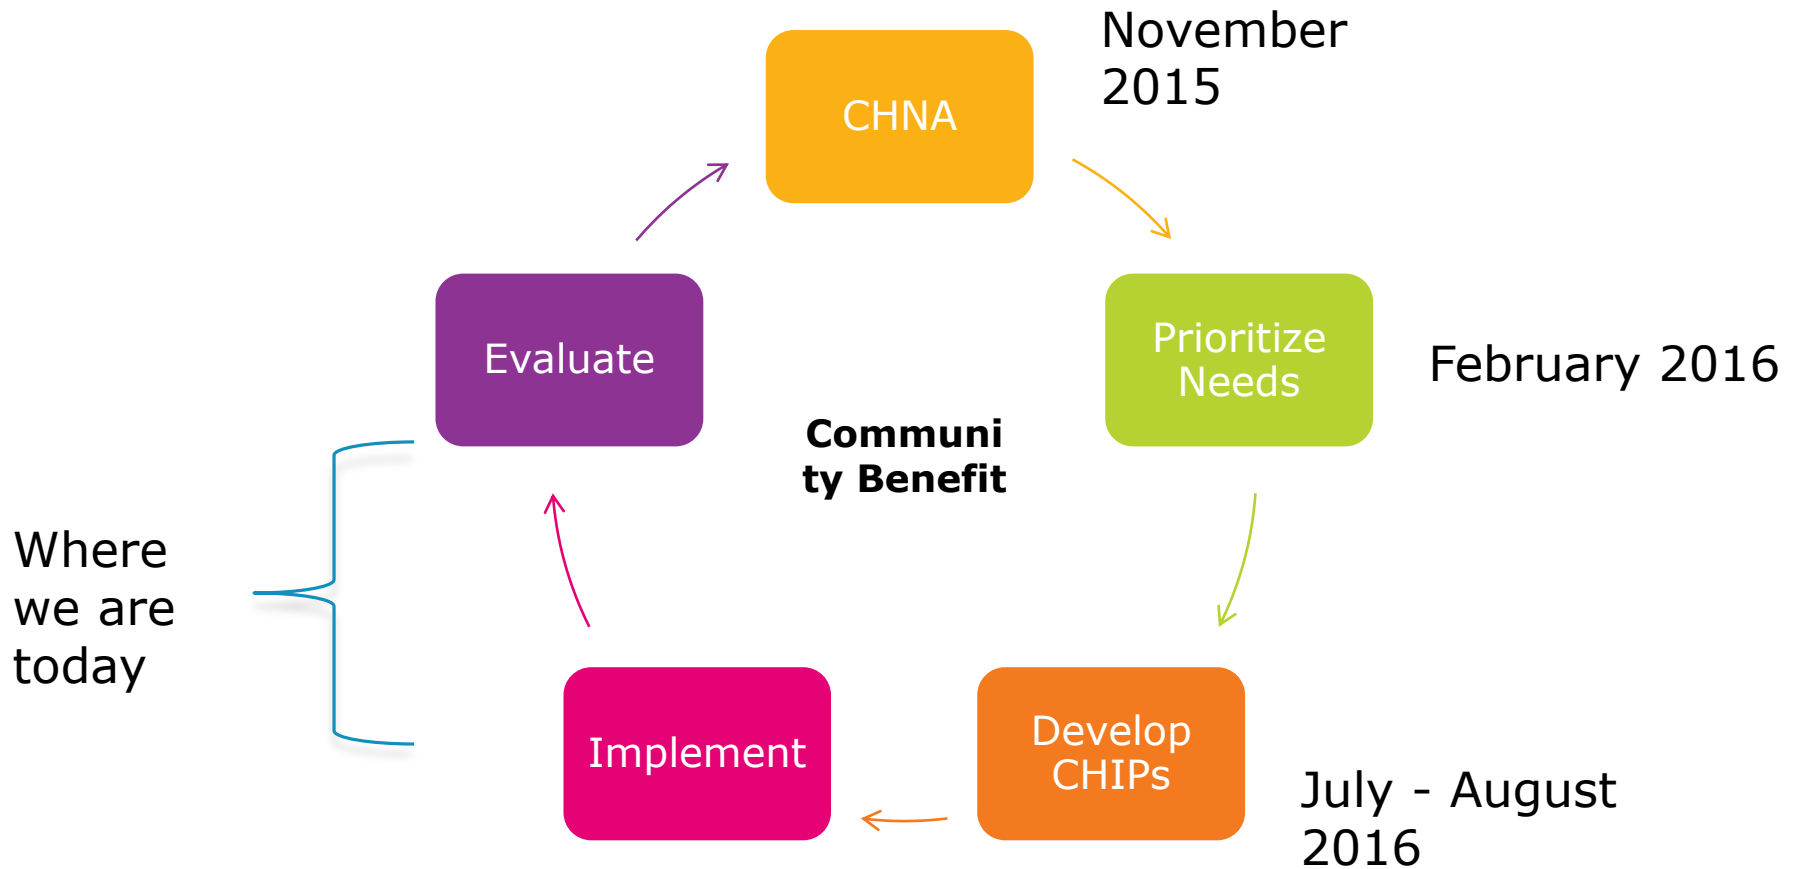 November
2015
CHNA
Prioritize
Needs
February 2016
Evaluate
Communi
ty Benefit
Where
we are
today
Implement
Develop
CHIPs
July - August
2016